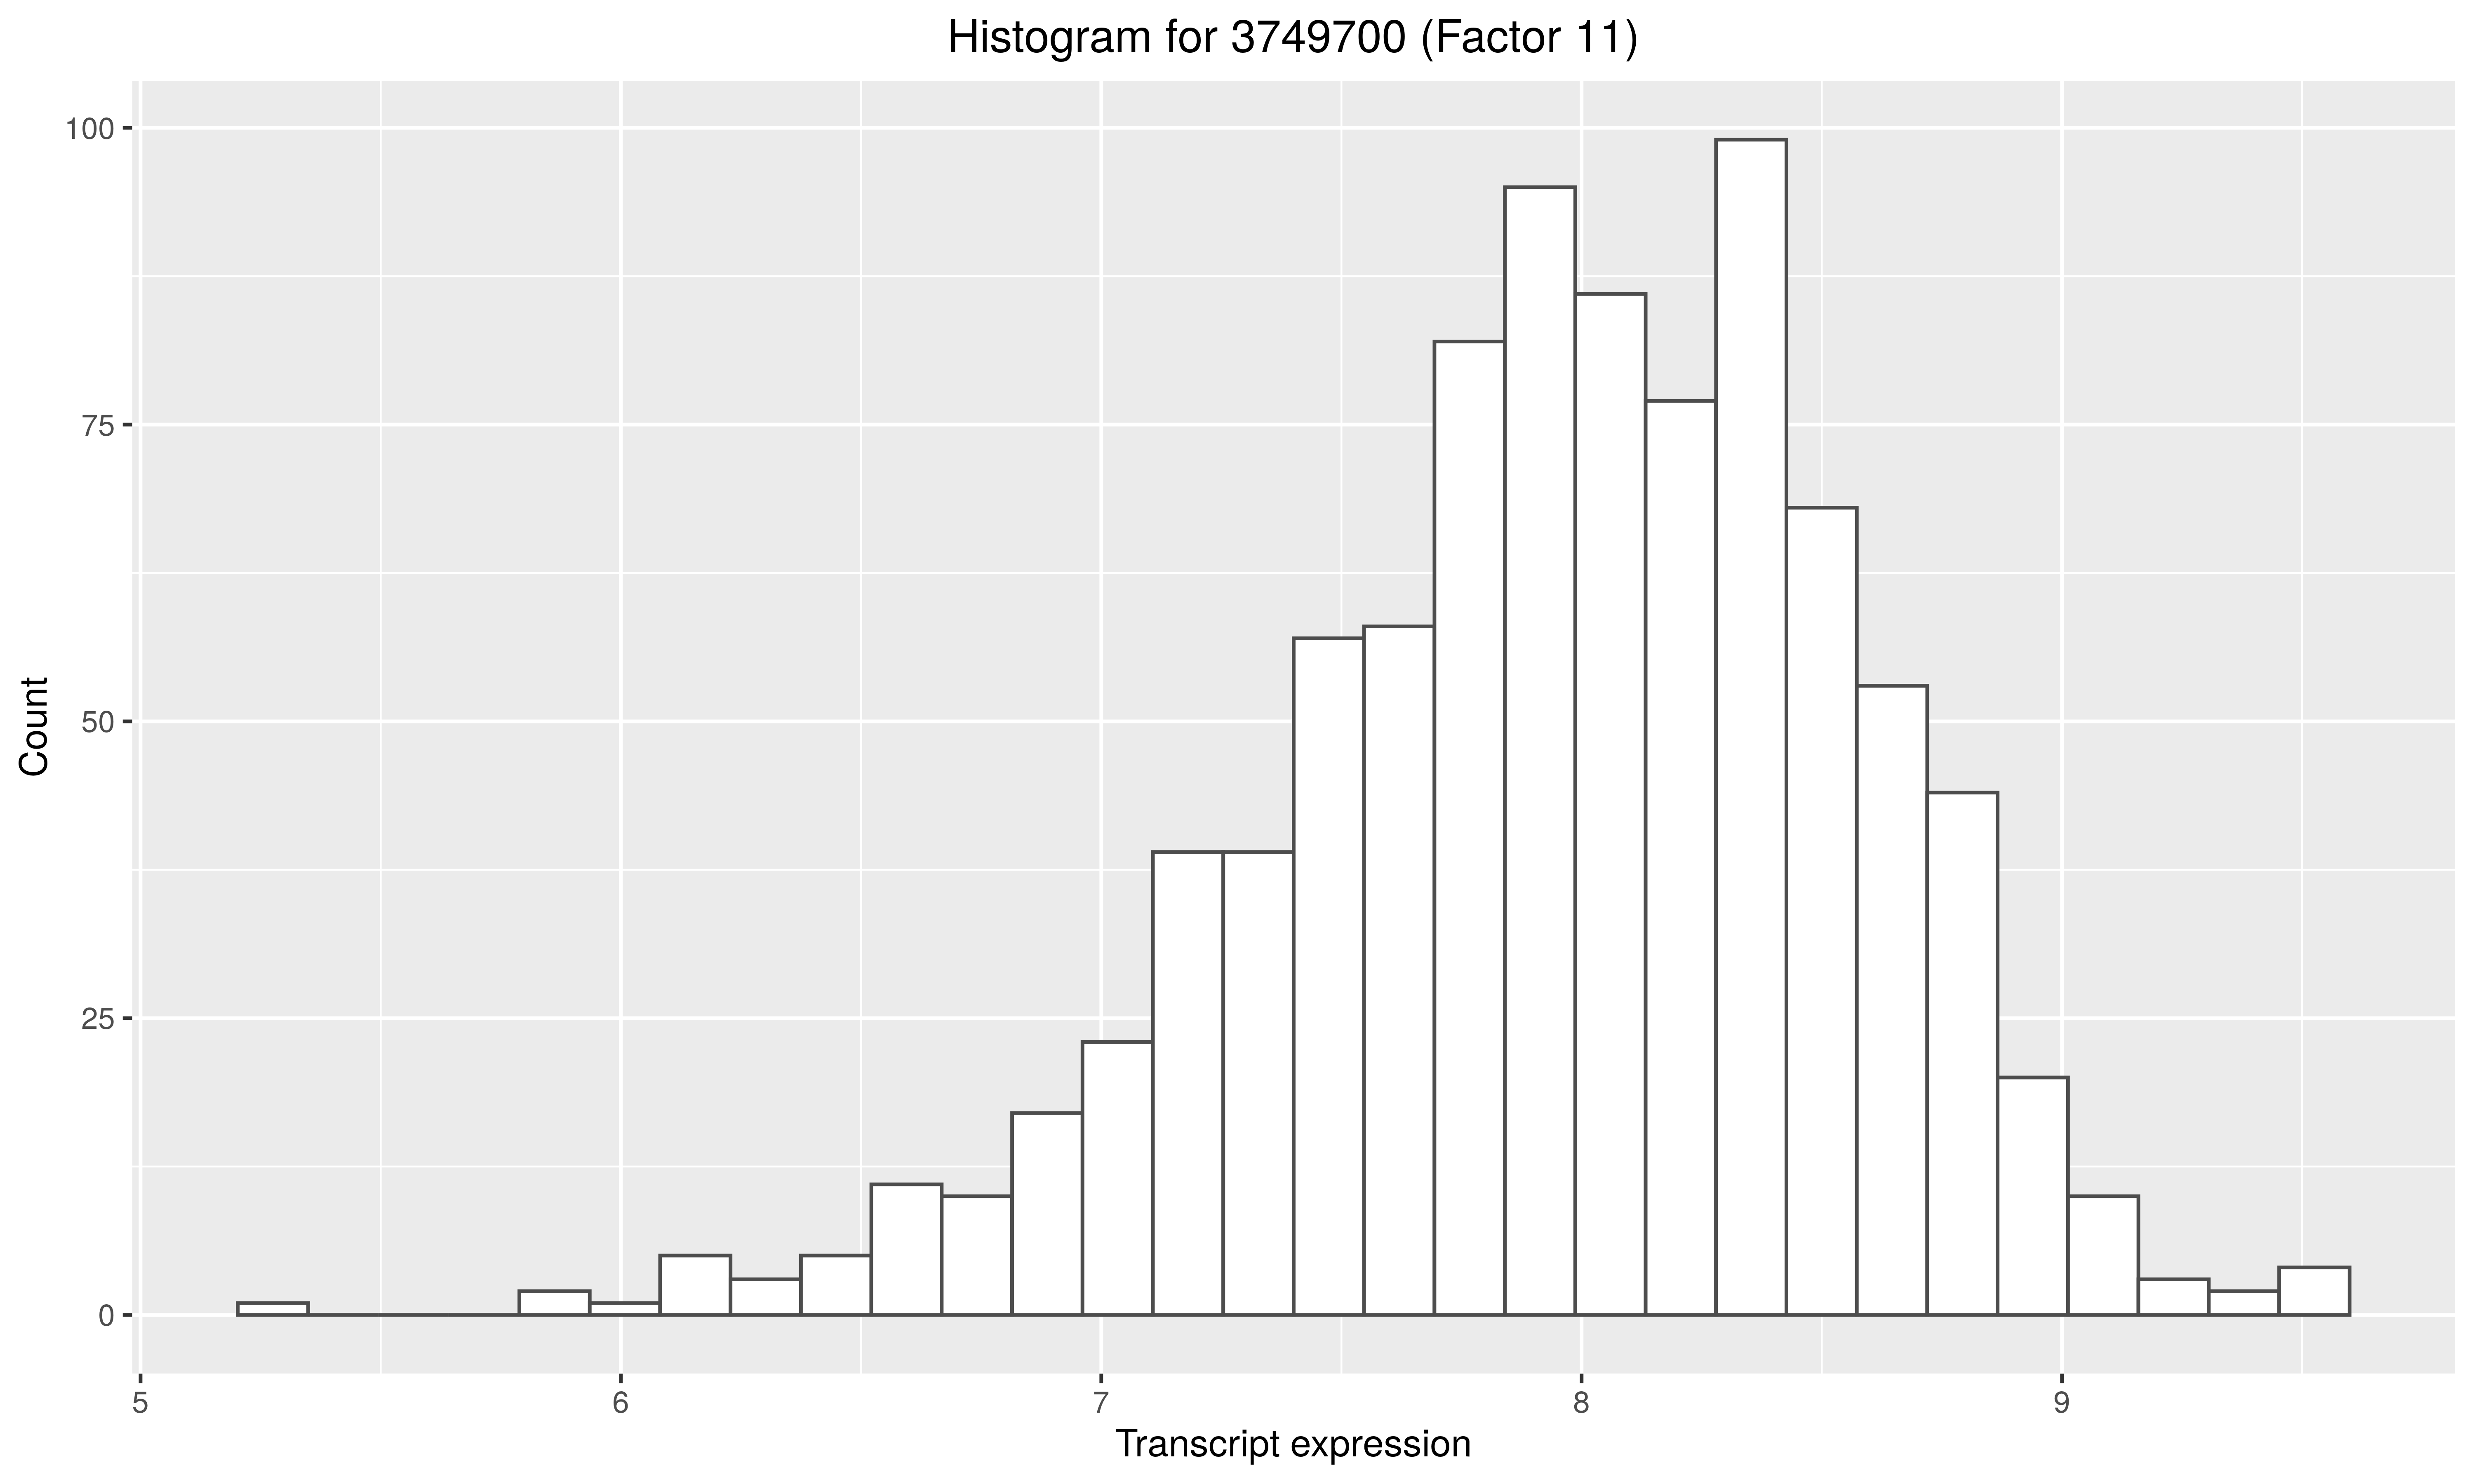 Histogram for 3749700 (Factor 11)
100
75
50
25
0
Count
5 6 7 8 9
Transcript expression